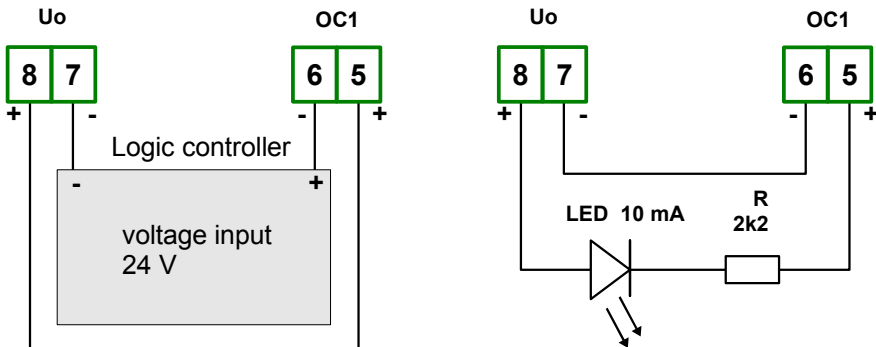 Uo OC1 Uo OC1
8 7 6 5 8 7 6 5
+ - - + + - - +
Logic controller
- +
R
LED 10 mA 2k2
voltage input
24 V